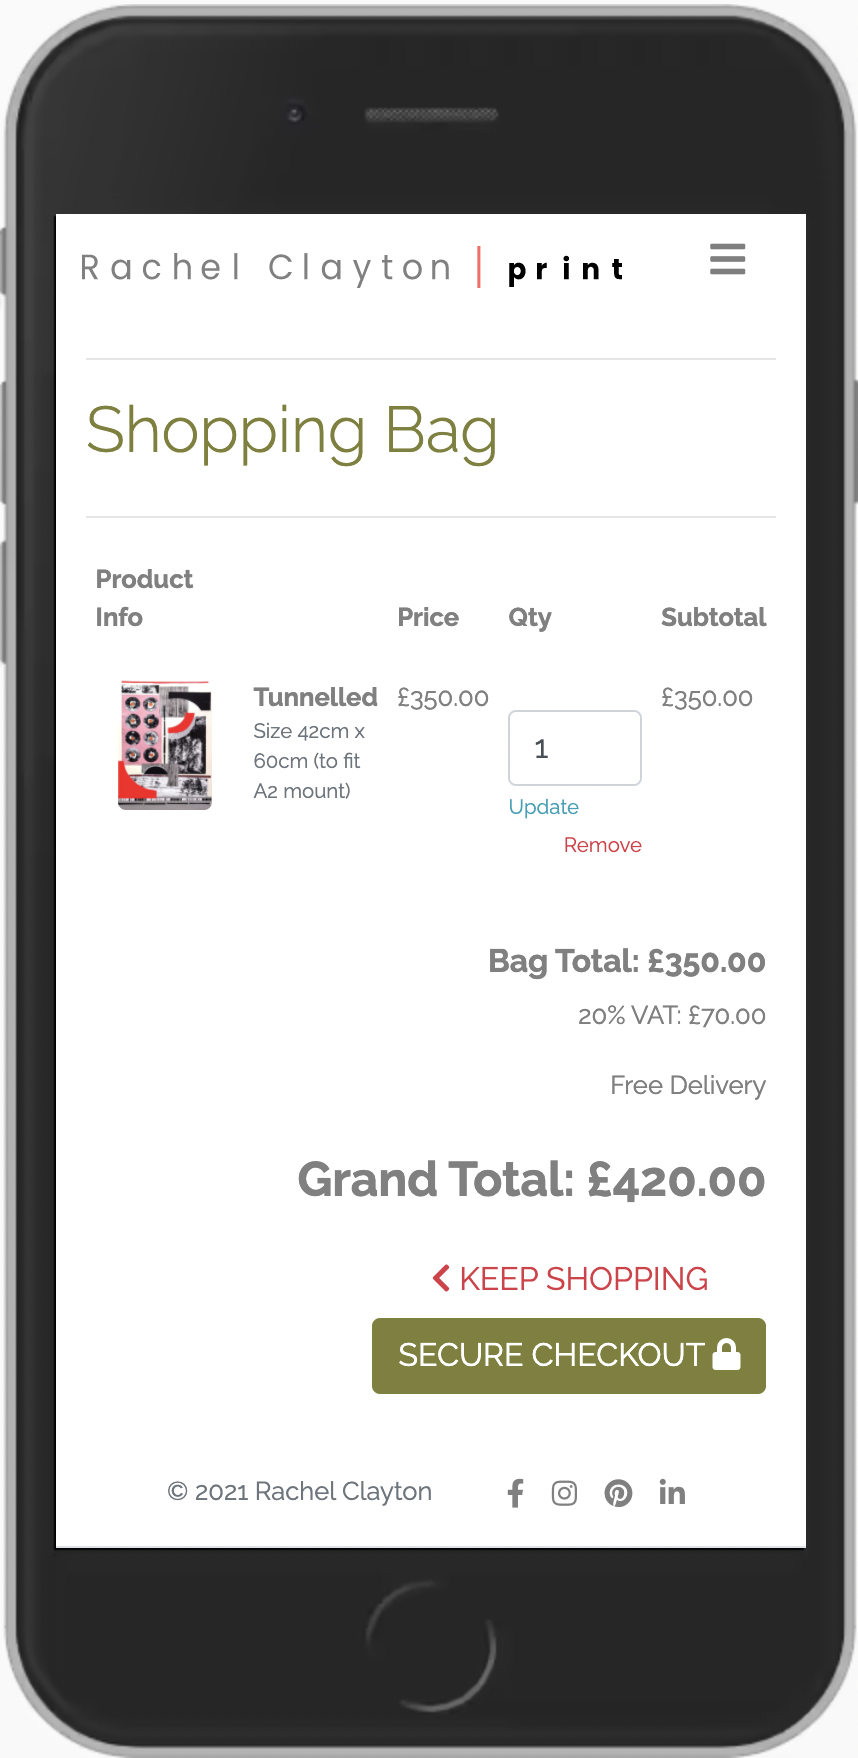 Rachel Clayton | print
Shopping Bag
Product
Info Price Qty Subtotal
Tunnelled £350.00 £350.00
Size 42cm x
60cm (to fit
A2 mount)
1
Update
Remove
Bag Total: £350.00
20% VAT: £70.00
Free Delivery
Grand Total: £420.00
KEEP SHOPPING
SECURE CHECKOUT
© 2021 Rachel Clayton